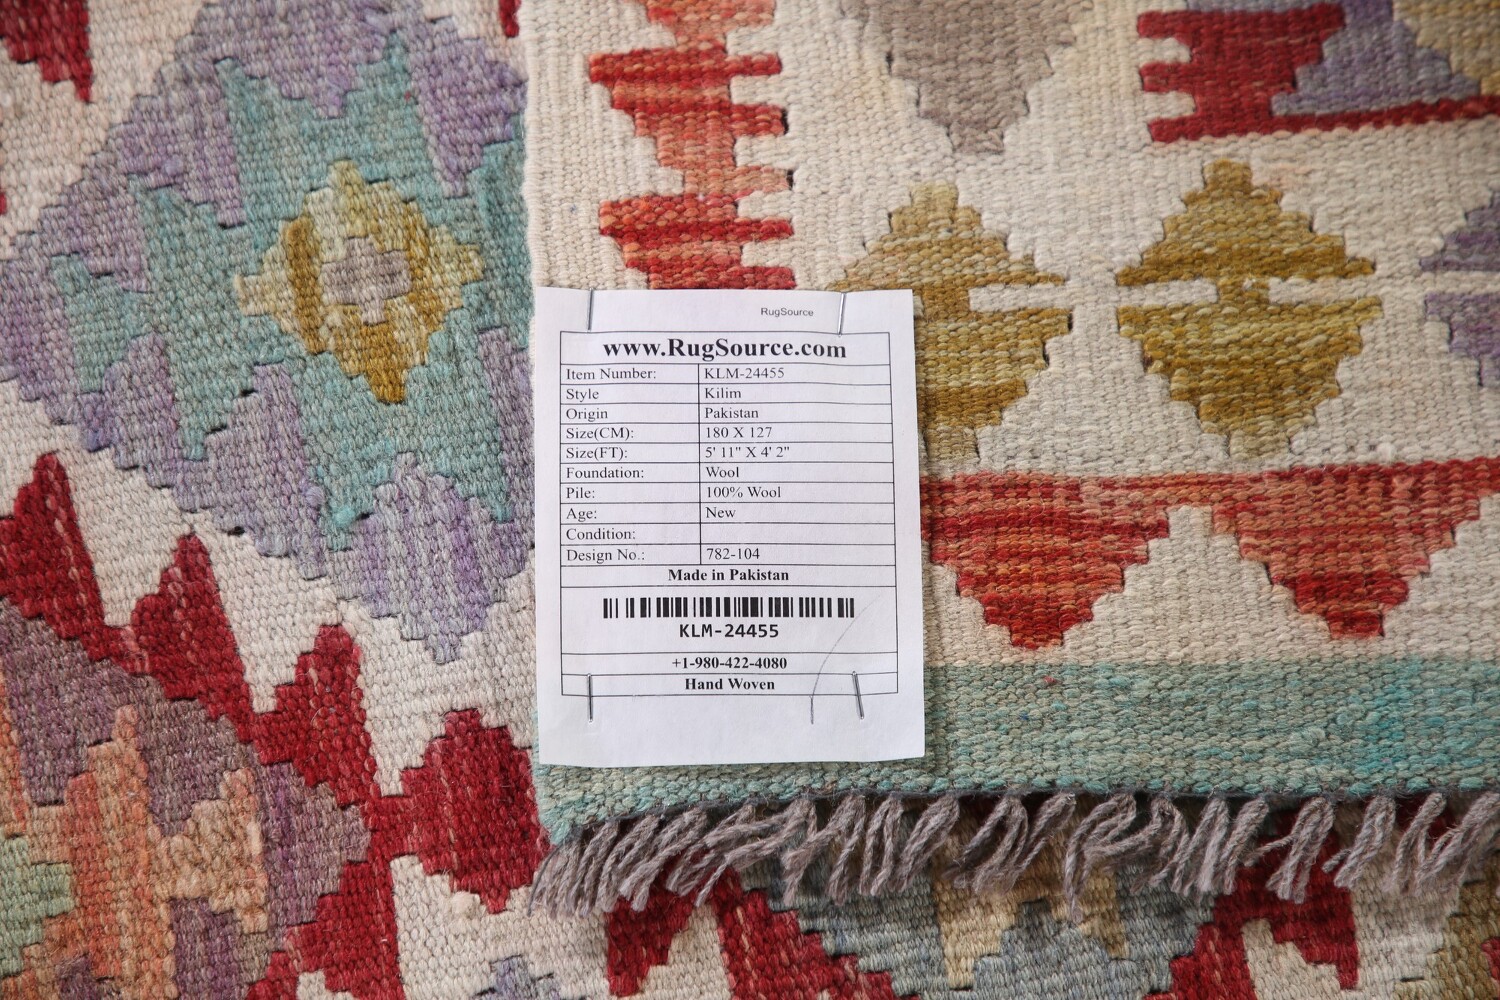 RugSource
www.RugSource.com
Item Number: KLM-24455
Style Kilim
Origin Pakistan
Size(CM): 180 X 127
Size(FT): 5' 11" X 4' 2"
Foundation: Wool
Pile: 100% Wool
Age: New
Condition:
Design No.: 782-104
Made in Pakistan
KLM-24455
+1-980-422-4080
Hand Woven